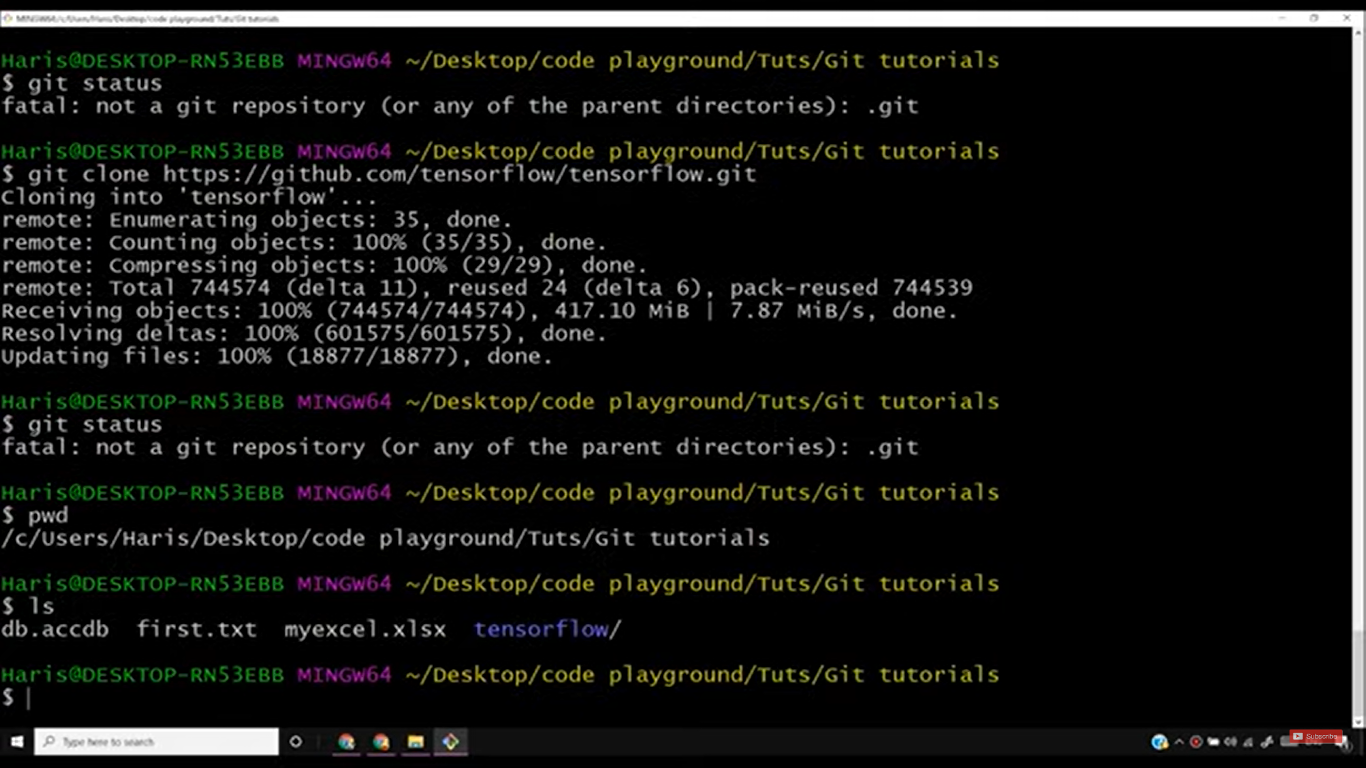 MINGW64:/c/Users/Haris/Desktop/code playground/Tuts/Git tutorials
Haris@DESKTOP-RN53EBB MINGW64 ~/Desktop/code playground/Tuts/Git tutorials
$ git status
fatal: not a git repository (or any of the parent directories): .git
Haris@DESKTOP-RN53EBB MINGW64 ~/Desktop/code playground/Tuts/Git tutorials
$ git clone https://github.com/tensorflow/tensorflow.git
Cloning into 'tensorflow'...
remote: Enumerating objects: 35, done.
remote: Counting objects: 100% (35/35), done.
remote: Compressing objects: 100% (29/29), done.
remote: Total 744574 (delta 11), reused 24 (delta 6), pack-reused 744539
Receiving objects: 100% (744574/744574), 417.10 MiB | 7.87 MiB/s, done.
Resolving deltas: 100% (601575/601575), done.
Updating files: 100% (18877/18877), done.
Haris@DESKTOP-RN53EBB MINGW64 ~/Desktop/code playground/Tuts/Git tutorials
$ git status
fatal: not a git repository (or any of the parent directories): .git
Haris@DESKTOP-RN53EBB MINGW64 ~/Desktop/code playground/Tuts/Git tutorials
$ pwd
/c/Users/Haris/Desktop/code playground/Tuts/Git tutorials
Haris@DESKTOP-RN53EBB MINGW64 ~/Desktop/code playground/Tuts/Git tutorials
$ ls
db.accdb  first.txt  myexcel.xlsx  tensorflow/
Haris@DESKTOP-RN53EBB MINGW64 ~/Desktop/code playground/Tuts/Git tutorials
$
Type here to search
Subscribe